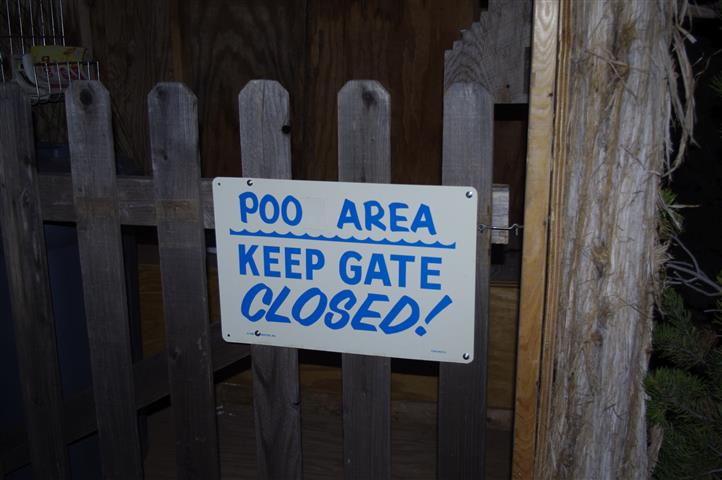 POO AREA
KEEP GATE
CLOSED!